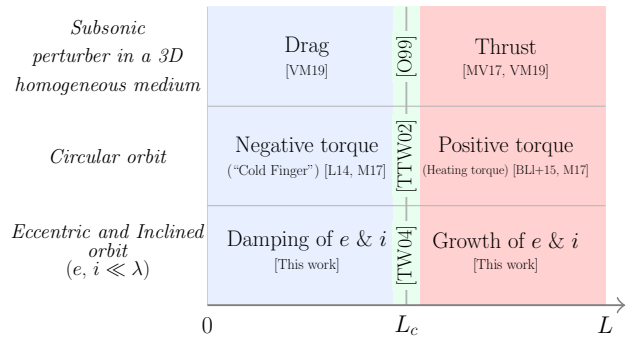 Subsonic
perturber in a 3D
homogeneous medium
Drag
[VM19]
[O99]
Thrust
[MV17, VM19]
Circular orbit
Negative torque
(“Cold Finger”) [L14, M17]
[TTW02]
Positive torque
(Heating torque) [BLl+15, M17]
Eccentric and Inclined
orbit
(e, i ≪ λ)
Damping of e & i
[This work]
[TW04]
Growth of e & i
[This work]
0
L_c
L